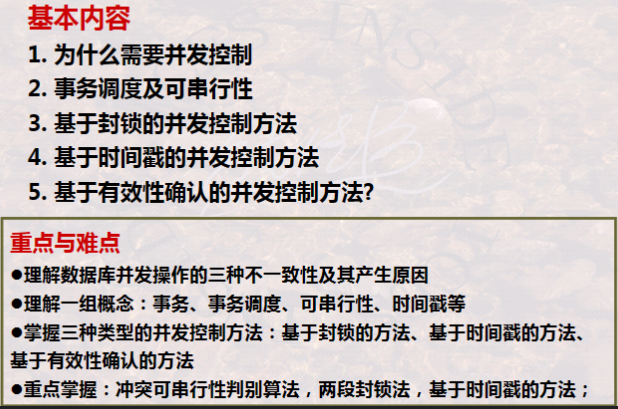 基本内容
1. 为什么需要并发控制
2. 事务调度及可串行性
3. 基于封锁的并发控制方法
4. 基于时间戳的并发控制方法
5. 基于有效性确认的并发控制方法?
重点与难点
●理解数据库并发操作的三种不一致性及其产生原因
●理解一组概念：事务、事务调度、可串行性、时间戳等
●掌握三种类型的并发控制方法：基于封锁的方法、基于时间戳的方法、
基于有效性确认的方法
●重点掌握：冲突可串行性判别算法，两段封锁法，基于时间戳的方法；